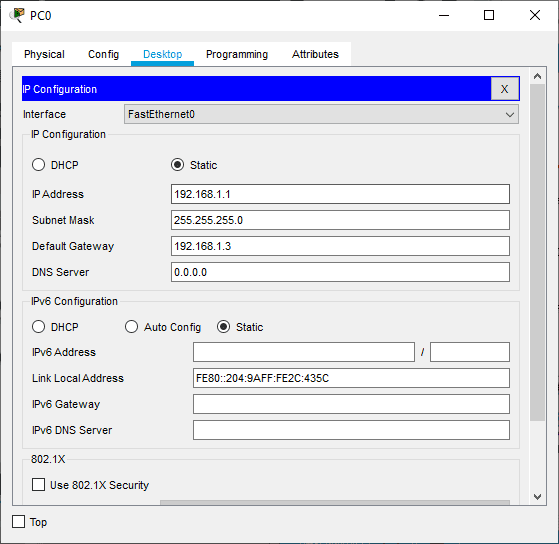 PC0
Physical Config Desktop Programming Attributes
IP Configuration X
Interface FastEthernet0
IP Configuration
DHCP Static
IP Address 192.168.1.1
Subnet Mask 255.255.255.0
Default Gateway 192.168.1.3
DNS Server 0.0.0.0
IPv6 Configuration
DHCP Auto Config Static
IPv6 Address /
Link Local Address FE80::204:9AFF:FE2C:435C
IPv6 Gateway
IPv6 DNS Server
802.1X
Use 802.1X Security
Top